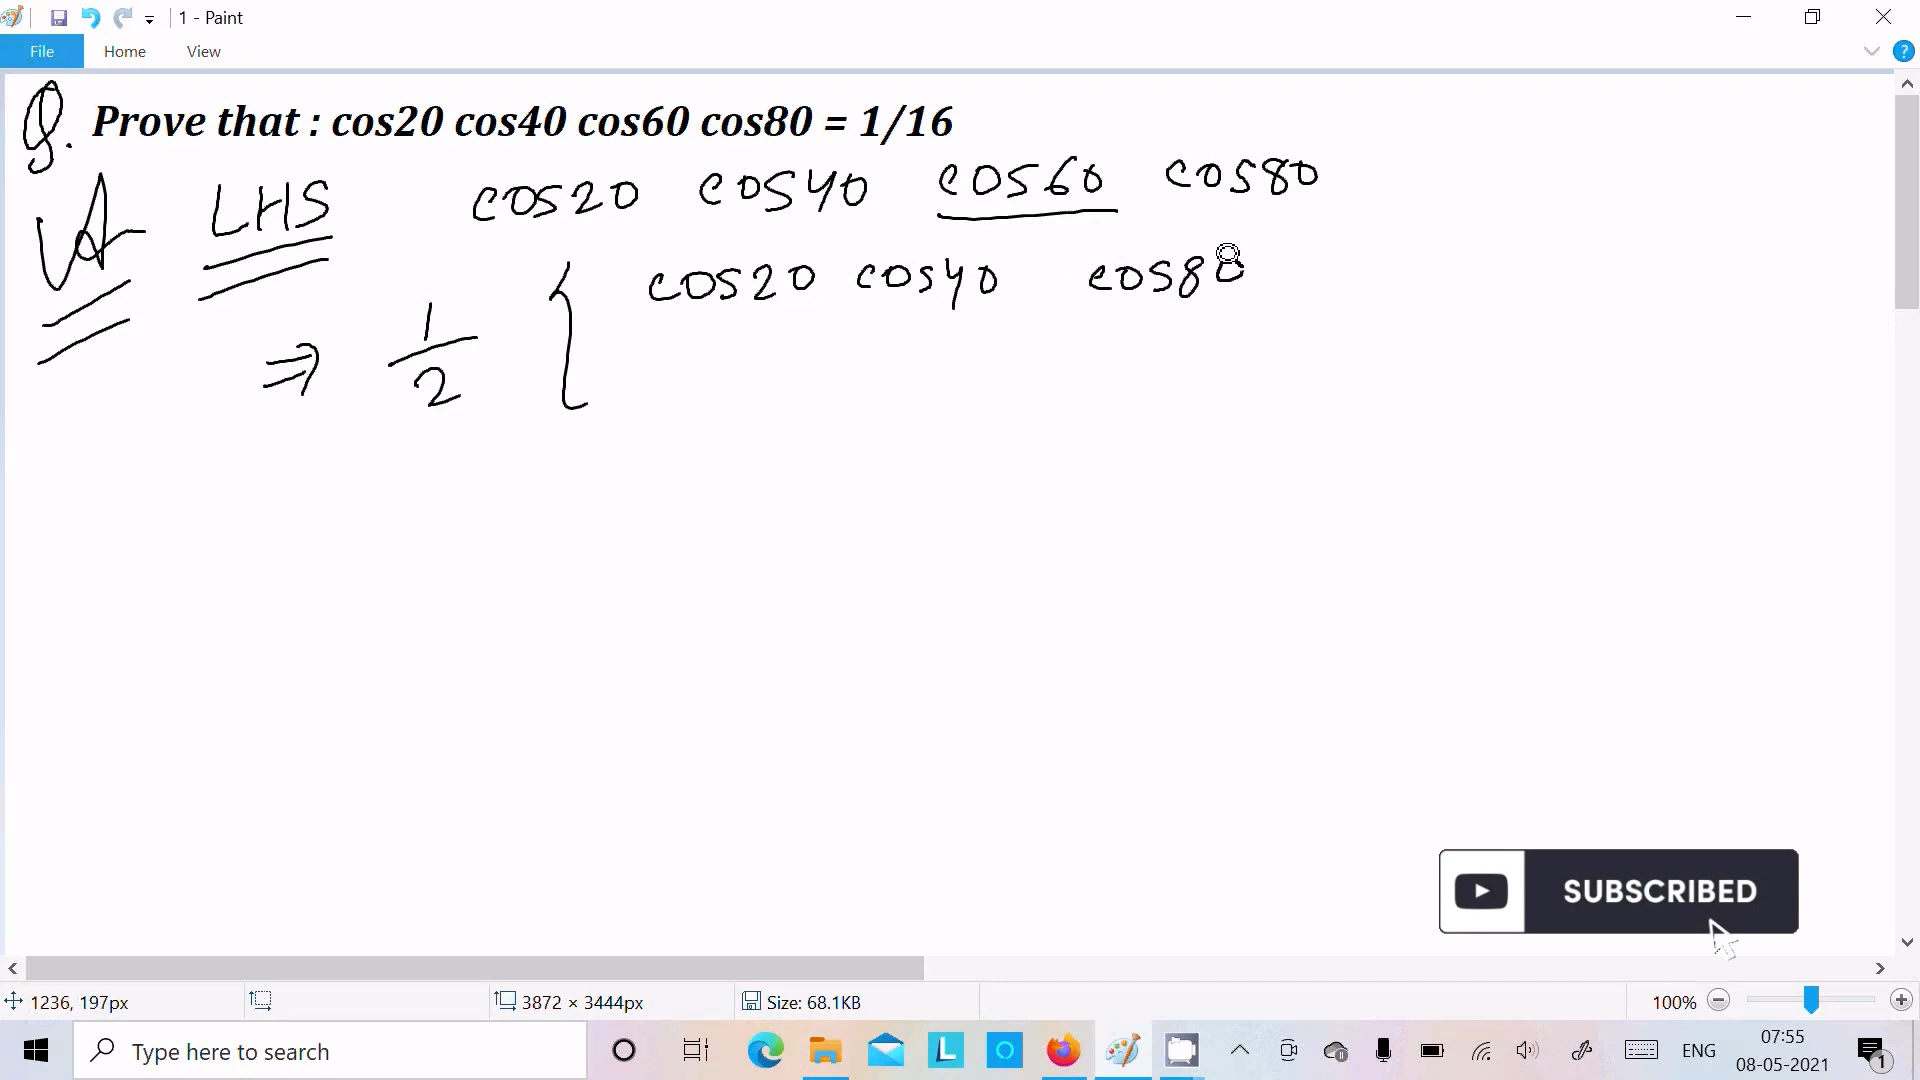 1 - Paint
File Home View
Q. Prove that : cos20 cos40 cos60 cos80 = 1/16
LHS cos20 cos40 cos60 cos80
⇒ 1/2 { cos20 cos40 cos80
SUBSCRIBED
1236, 197px 3872 × 3444px Size: 68.1KB 100%
Type here to search
ENG
07:55
08-05-2021
1